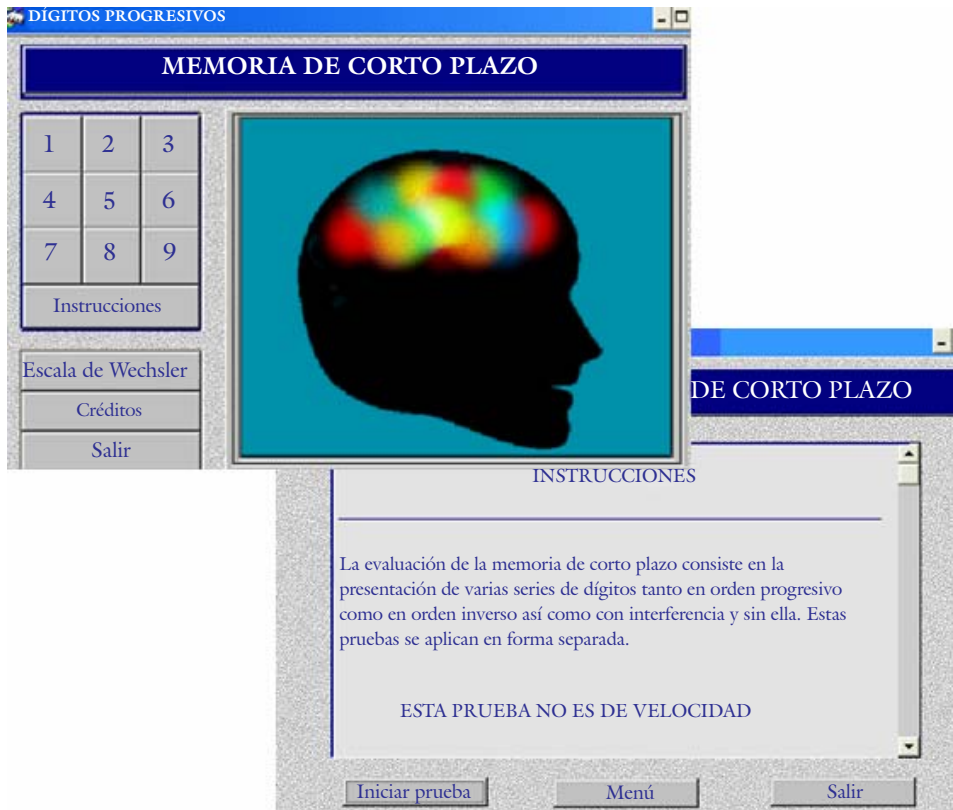 DÍGITOS PROGRESIVOS
MEMORIA DE CORTO PLAZO
1 2 3
4 5 6
7 8 9
Instrucciones
Escala de Wechsler
Créditos
Salir
DE CORTO PLAZO
INSTRUCCIONES
La evaluación de la memoria de corto plazo consiste en la
presentación de varias series de dígitos tanto en orden progresivo
como en orden inverso así como con interferencia y sin ella. Estas
pruebas se aplican en forma separada.
ESTA PRUEBA NO ES DE VELOCIDAD
Iniciar prueba
Menú
Salir